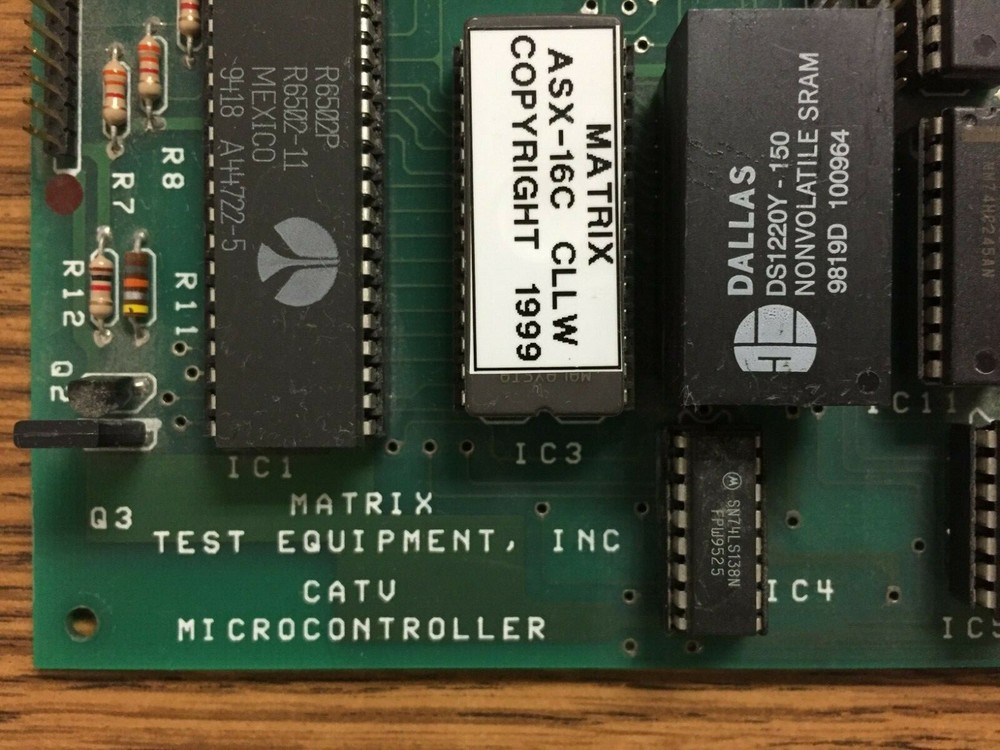 R8
R7
R12
R11
Q2
Q3
R6502P
R6502-11
MEXICO
9418 A44722-5
IC1
MATRIX
ASX-16C CLLW
COPYRIGHT 1999
IC3
DALLAS
DS1220Y-150
NONVOLATILE SRAM
9819D 100964
IC11
SN74LS138N
FPW9525
IC4
MATRIX
TEST EQUIPMENT, INC
CATV
MICROCONTROLLER